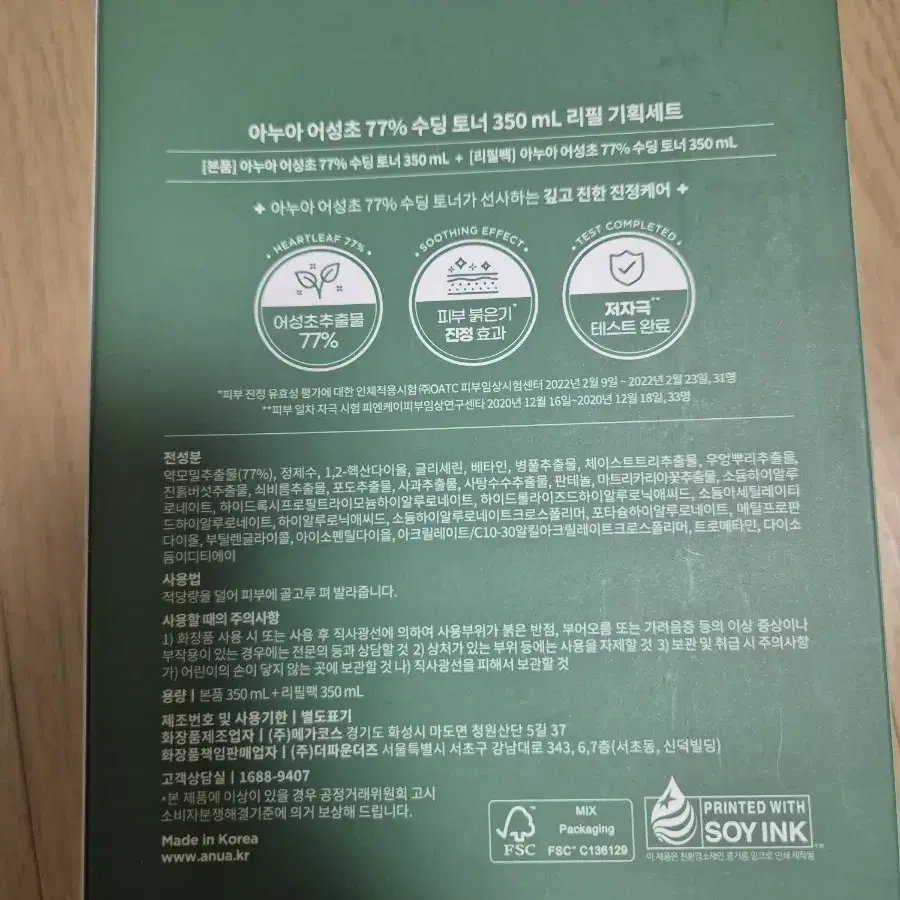 아누아 어성초 77% 수딩 토너 350 mL 리필 기획세트
[본품] 아누아 어성초 77% 수딩 토너 350 mL + [리필팩] 아누아 어성초 77% 수딩 토너 350 mL
+ 아누아 어성초 77% 수딩 토너가 선사하는 깊고 진한 진정케어 +
HEARTLEAF 77%
어성초추출물
77%
SOOTHING EFFECT
피부 붉은기*
진정 효과
TEST COMPLETED
저자극**
테스트 완료
*피부 진정 유효성 평가에 대한 인체적용시험 ㈜OATC 피부임상시험센터 2022년 2월 9일 ~ 2022년 2월 23일, 31명
**피부 일차 자극 시험 피엔케이피부임상연구센타 2020년 12월 16일~2020년 12월 18일, 33명
전성분
약모밀추출물(77%), 정제수, 1,2-헥산다이올, 글리세린, 베타인, 병풀추출물, 체이스트트리추출물, 우엉뿌리추출물,
진흙버섯추출물, 쇠비름추출물, 포도추출물, 사과추출물, 사탕수수추출물, 판테놀, 마트리카리아꽃추출물, 소듐하이알루
로네이트, 하이드록시프로필트라이모늄하이알루로네이트, 하이드롤라이즈드하이알루로닉애씨드, 소듐아세틸레이티
드하이알루로네이트, 하이알루로닉애씨드, 소듐하이알루로네이트크로스폴리머, 포타슘하이알루로네이트, 메틸프로판
다이올, 부틸렌글라이콜, 아이소펜틸다이올, 아크릴레이트/C10-30알킬아크릴레이트크로스폴리머, 트로메타민, 다이소
듐이디티에이
사용법
적당량을 덜어 피부에 골고루 펴 발라줍니다.
사용할 때의 주의사항
1) 화장품 사용 시 또는 사용 후 직사광선에 의하여 사용부위가 붉은 반점, 부어오름 또는 가려움증 등의 이상 증상이나
부작용이 있는 경우에는 전문의 등과 상담할 것 2) 상처가 있는 부위 등에는 사용을 자제할 것 3) 보관 및 취급 시 주의사항
가) 어린이의 손이 닿지 않는 곳에 보관할 것 나) 직사광선을 피해서 보관할 것
용량 | 본품 350 mL + 리필팩 350 mL
제조번호 및 사용기한 | 별도표기
화장품제조업자 | (주)메가코스 경기도 화성시 마도면 청원산단 5길 37
화장품책임판매업자 | (주)더파운더즈 서울특별시 서초구 강남대로 343, 6,7층(서초동, 신덕빌딩)
고객상담실 | 1688-9407
*본 제품에 이상이 있을 경우 공정거래위원회 고시
소비자분쟁해결기준에 의거 보상해 드립니다.
Made in Korea
www.anua.kr
FSC
MIX
Packaging
FSC™ C136129
PRINTED WITH
SOY INK™
이 제품은 친환경소재인 콩기름 잉크로 인쇄 제작됨